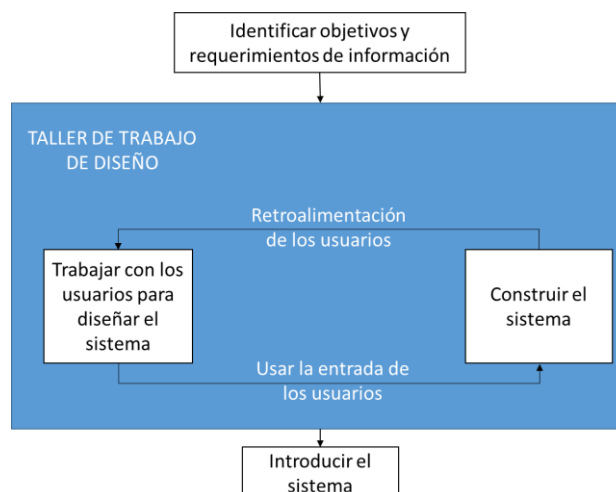 Identificar objetivos y
requerimientos de información
TALLER DE TRABAJO
DE DISEÑO
Retroalimentación
de los usuarios
Trabajar con los
usuarios para
diseñar el
sistema
Construir el
sistema
Usar la entrada de
los usuarios
Introducir el
sistema